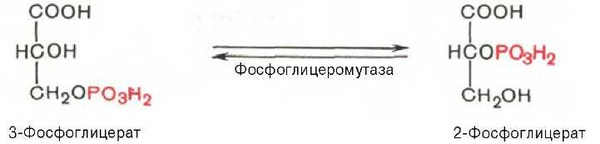 COOH
HCOH
CH₂OPO₃H₂
3-Фосфоглицерат
Фосфоглицеромутаза
COOH
HCOPO₃H₂
CH₂OH
2-Фосфоглицерат